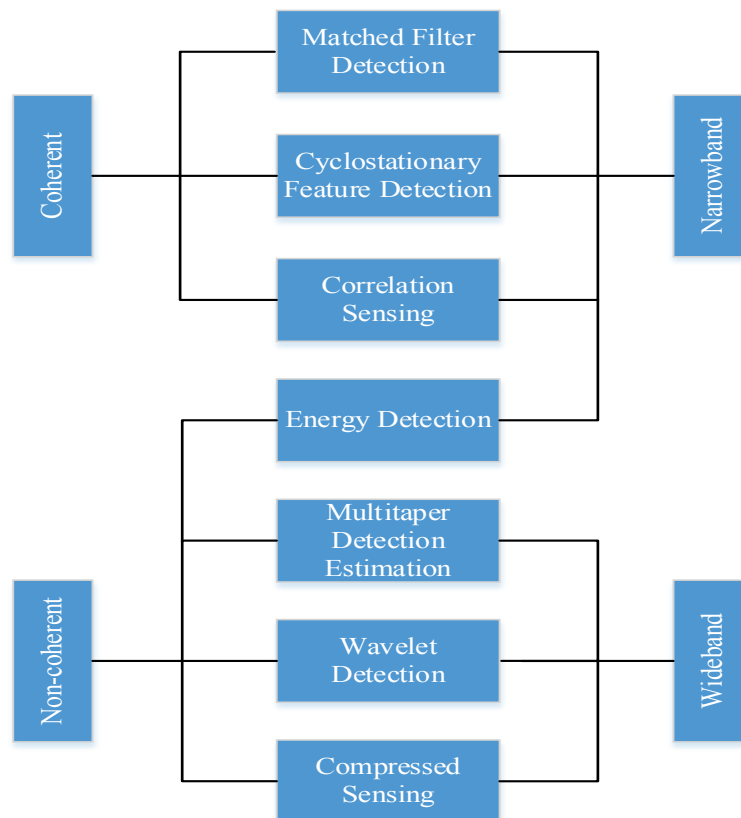 Coherent
Matched Filter
Detection
Cyclostationary
Feature Detection
Correlation
Sensing
Narrowband
Energy Detection
Non-coherent
Multitaper
Detection
Estimation
Wavelet
Detection
Compressed
Sensing
Wideband